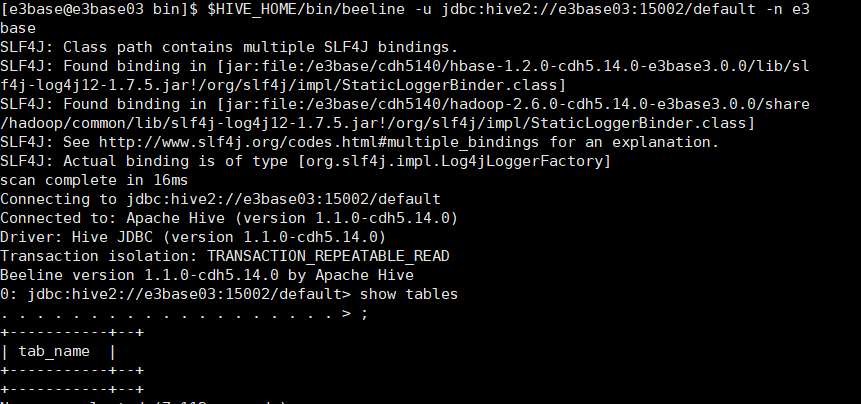 [e3base@e3base03 bin]$ $HIVE_HOME/bin/beeline -u jdbc:hive2://e3base03:15002/default -n e3
base
SLF4J: Class path contains multiple SLF4J bindings.
SLF4J: Found binding in [jar:file:/e3base/cdh5140/hbase-1.2.0-cdh5.14.0-e3base3.0.0/lib/sl
f4j-log4j12-1.7.5.jar!/org/slf4j/impl/StaticLoggerBinder.class]
SLF4J: Found binding in [jar:file:/e3base/cdh5140/hadoop-2.6.0-cdh5.14.0-e3base3.0.0/share
/hadoop/common/lib/slf4j-log4j12-1.7.5.jar!/org/slf4j/impl/StaticLoggerBinder.class]
SLF4J: See http://www.slf4j.org/codes.html#multiple_bindings for an explanation.
SLF4J: Actual binding is of type [org.slf4j.impl.Log4jLoggerFactory]
scan complete in 16ms
Connecting to jdbc:hive2://e3base03:15002/default
Connected to: Apache Hive (version 1.1.0-cdh5.14.0)
Driver: Hive JDBC (version 1.1.0-cdh5.14.0)
Transaction isolation: TRANSACTION_REPEATABLE_READ
Beeline version 1.1.0-cdh5.14.0 by Apache Hive
0: jdbc:hive2://e3base03:15002/default> show tables
. . . . . . . . . . . . . . . . . . . > ;
+-----------+--+
| tab_name  |
+-----------+--+
+-----------+--+